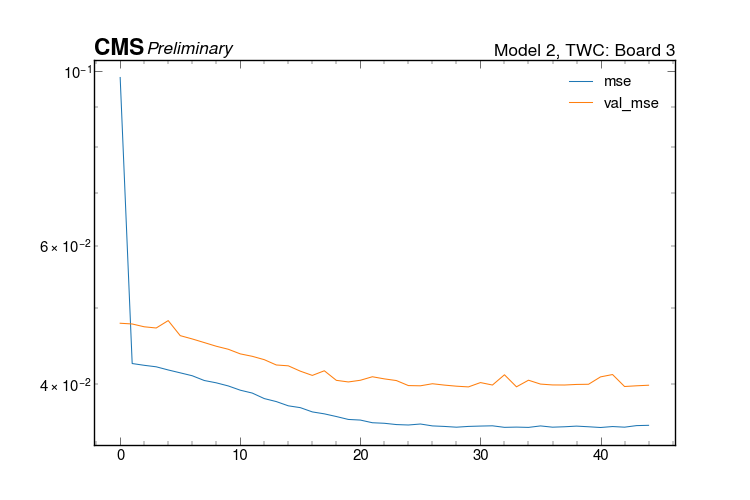 CMS Preliminary Model 2, TWC: Board 3
10⁻¹
mse
val_mse
6 × 10⁻²
4 × 10⁻²
0 10 20 30 40